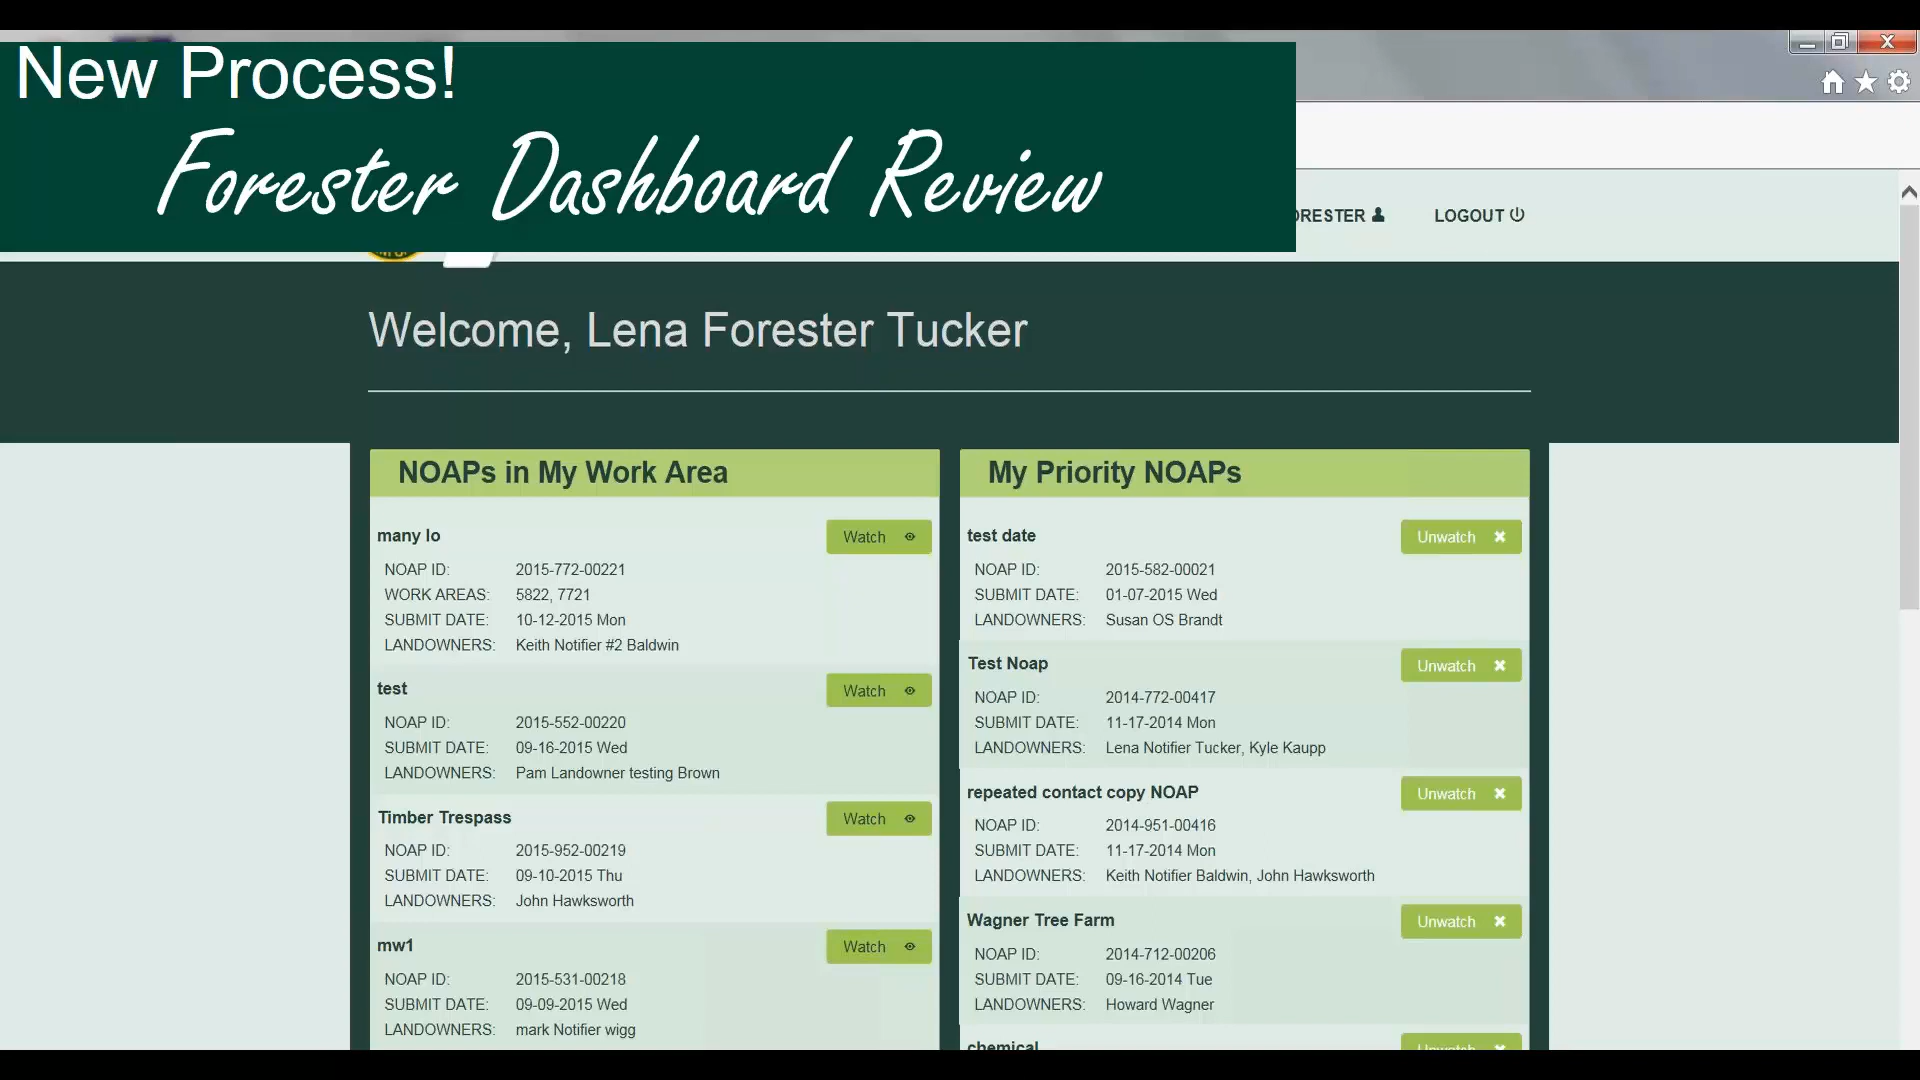 New Process!
Forester Dashboard Review
ORESTER
LOGOUT
Welcome, Lena Forester Tucker
NOAPs in My Work Area
many lo
Watch
NOAP ID: 2015-772-00221
WORK AREAS: 5822, 7721
SUBMIT DATE: 10-12-2015 Mon
LANDOWNERS: Keith Notifier #2 Baldwin
test
Watch
NOAP ID: 2015-552-00220
SUBMIT DATE: 09-16-2015 Wed
LANDOWNERS: Pam Landowner testing Brown
Timber Trespass
Watch
NOAP ID: 2015-952-00219
SUBMIT DATE: 09-10-2015 Thu
LANDOWNERS: John Hawksworth
mw1
Watch
NOAP ID: 2015-531-00218
SUBMIT DATE: 09-09-2015 Wed
LANDOWNERS: mark Notifier wigg
My Priority NOAPs
test date
Unwatch
NOAP ID: 2015-582-00021
SUBMIT DATE: 01-07-2015 Wed
LANDOWNERS: Susan OS Brandt
Test Noap
Unwatch
NOAP ID: 2014-772-00417
SUBMIT DATE: 11-17-2014 Mon
LANDOWNERS: Lena Notifier Tucker, Kyle Kaupp
repeated contact copy NOAP
Unwatch
NOAP ID: 2014-951-00416
SUBMIT DATE: 11-17-2014 Mon
LANDOWNERS: Keith Notifier Baldwin, John Hawksworth
Wagner Tree Farm
Unwatch
NOAP ID: 2014-712-00206
SUBMIT DATE: 09-16-2014 Tue
LANDOWNERS: Howard Wagner
chemical
Unwatch